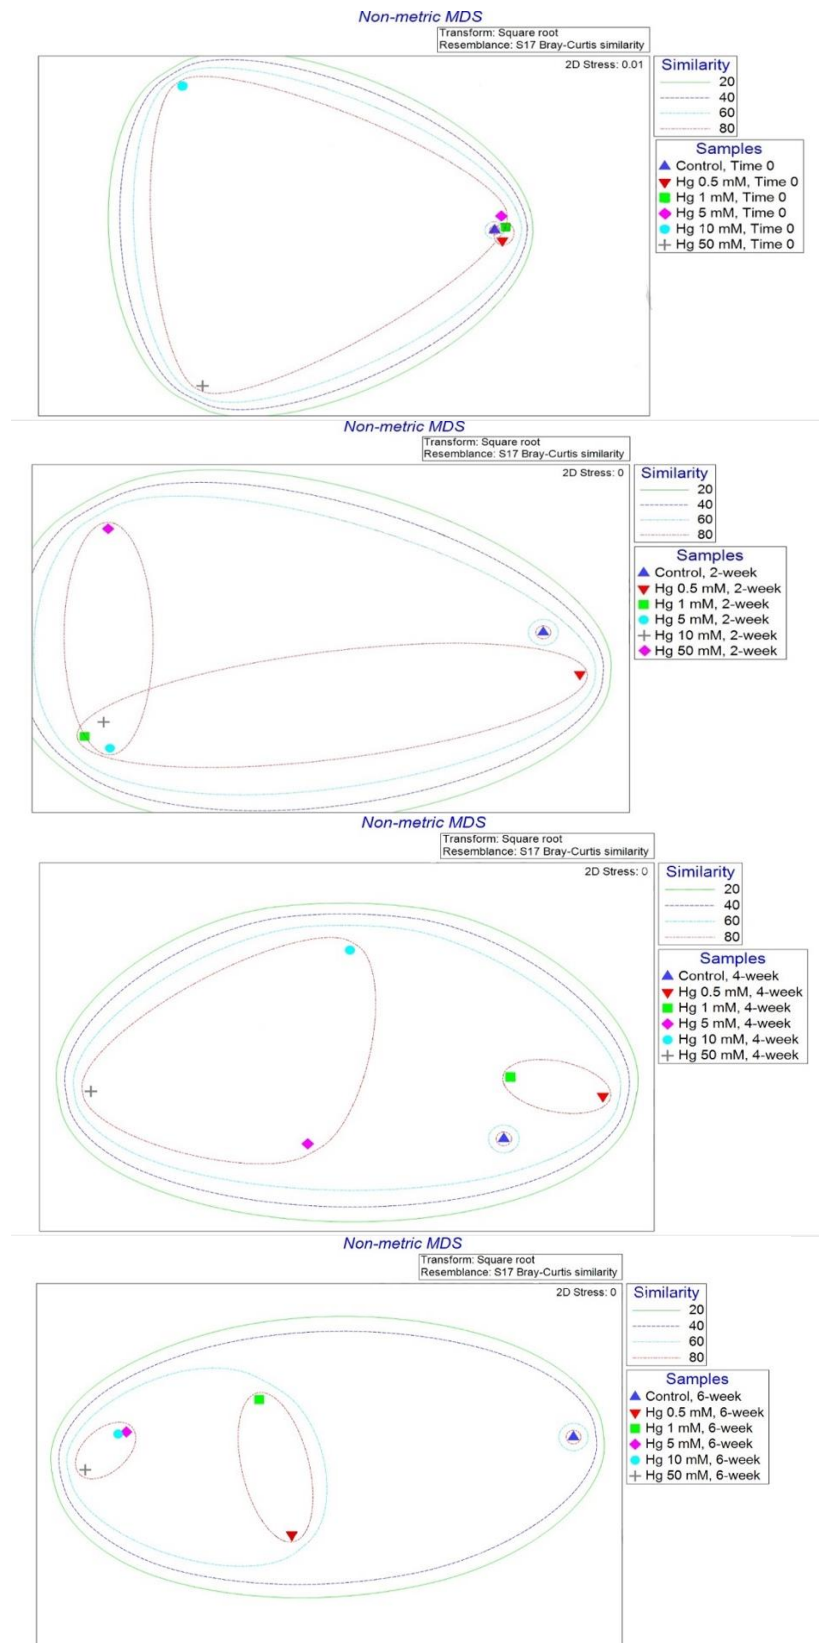 Non-metric MDS
Transform: Square root
Resemblance: S17 Bray-Curtis similarity
2D Stress: 0.01
Similarity
20
40
60
80
Samples
Control, Time 0
Hg 0.5 mM, Time 0
Hg 1 mM, Time 0
Hg 5 mM, Time 0
Hg 10 mM, Time 0
Hg 50 mM, Time 0
Non-metric MDS
Transform: Square root
Resemblance: S17 Bray-Curtis similarity
2D Stress: 0
Similarity
20
40
60
80
Samples
Control, 2-week
Hg 0.5 mM, 2-week
Hg 1 mM, 2-week
Hg 5 mM, 2-week
Hg 10 mM, 2-week
Hg 50 mM, 2-week
Non-metric MDS
Transform: Square root
Resemblance: S17 Bray-Curtis similarity
2D Stress: 0
Similarity
20
40
60
80
Samples
Control, 4-week
Hg 0.5 mM, 4-week
Hg 1 mM, 4-week
Hg 5 mM, 4-week
Hg 10 mM, 4-week
Hg 50 mM, 4-week
Non-metric MDS
Transform: Square root
Resemblance: S17 Bray-Curtis similarity
2D Stress: 0
Similarity
20
40
60
80
Samples
Control, 6-week
Hg 0.5 mM, 6-week
Hg 1 mM, 6-week
Hg 5 mM, 6-week
Hg 10 mM, 6-week
Hg 50 mM, 6-week